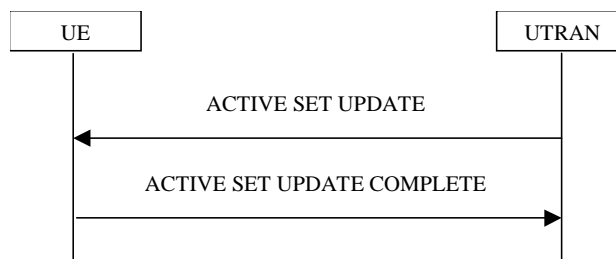 UE
UTRAN
ACTIVE SET UPDATE
ACTIVE SET UPDATE COMPLETE